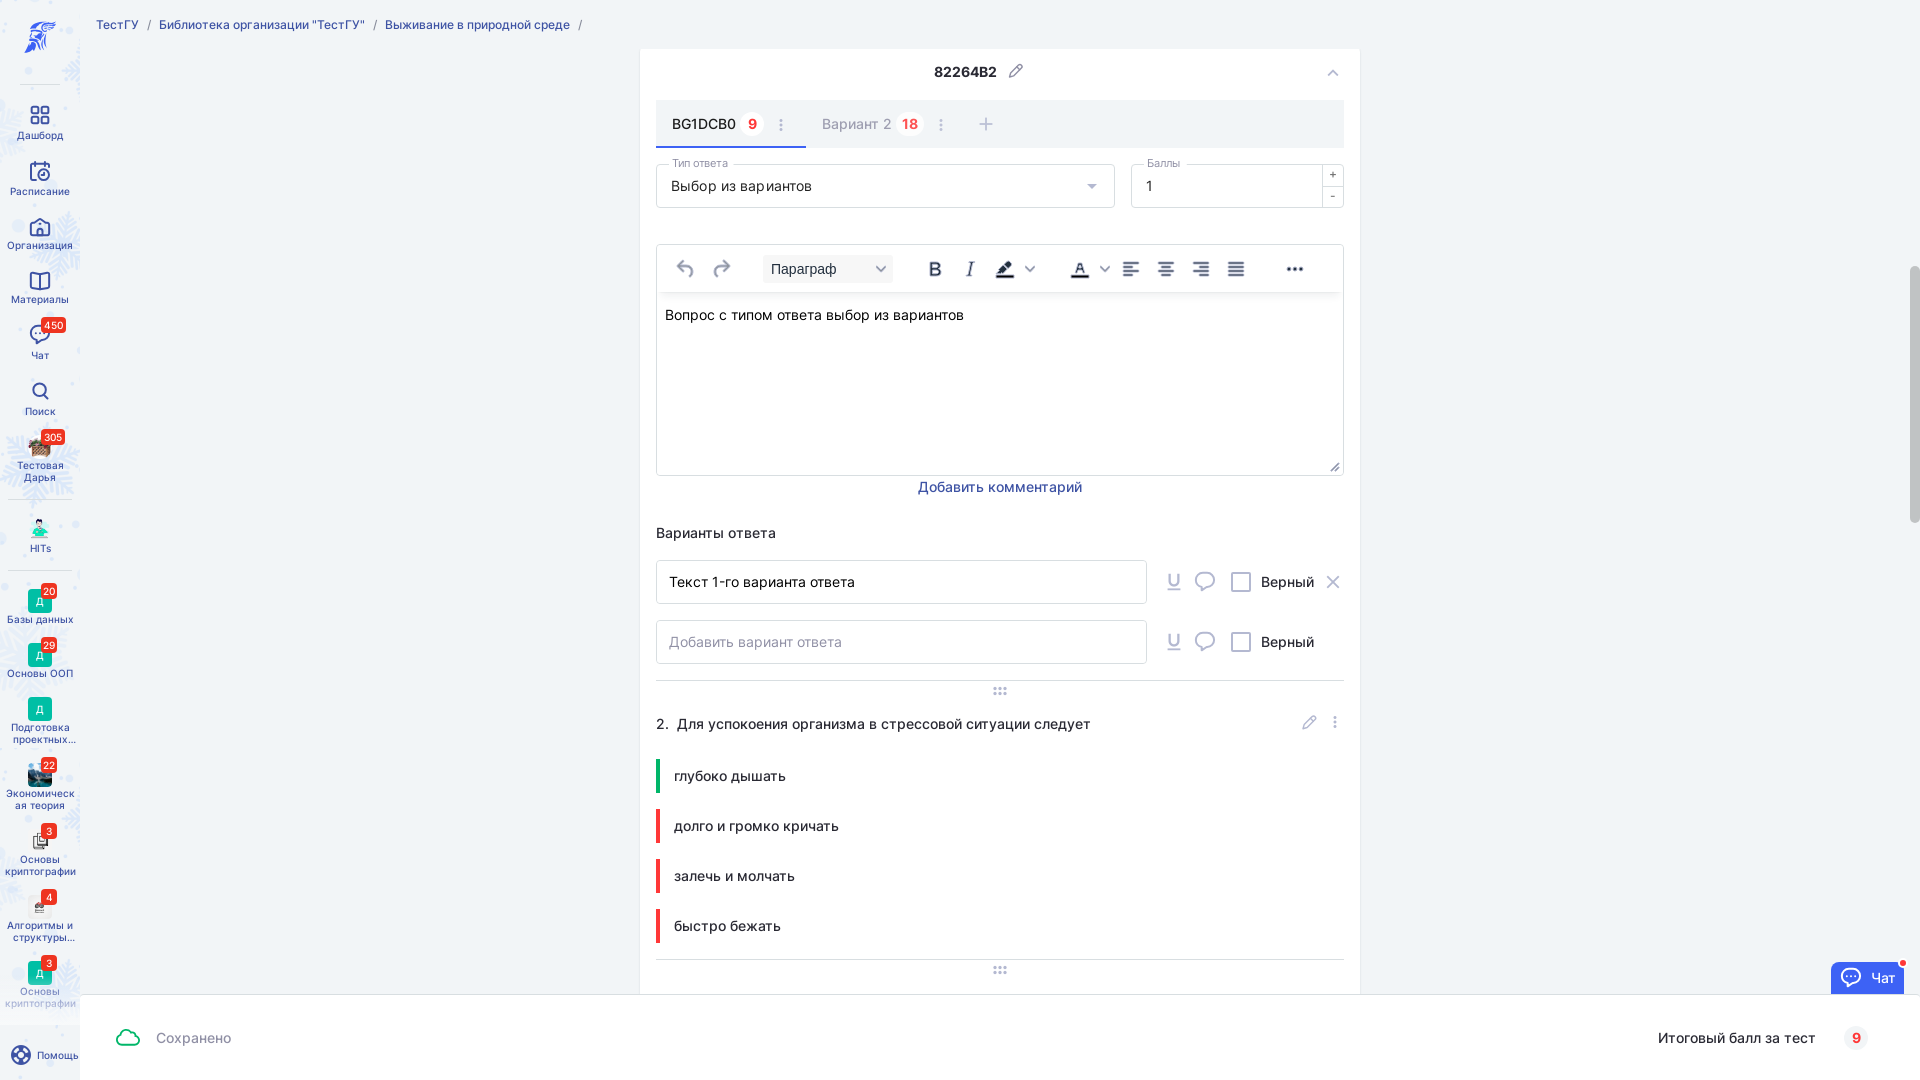 ТестГУ / Библиотека организации "ТестГУ" / Выживание в природной среде /
82264B2
BG1DCB0 9 Вариант 2 18 +
Тип ответа
Выбор из вариантов
Баллы
1
+
-
Параграф
B I A
Вопрос с типом ответа выбор из вариантов
Добавить комментарий
Варианты ответа
Текст 1-го варианта ответа
U Верный
Добавить вариант ответа
U Верный
2. Для успокоения организма в стрессовой ситуации следует
глубоко дышать
долго и громко кричать
залечь и молчать
быстро бежать
Дашборд
Расписание
Организация
Материалы
450
Чат
Поиск
305
Тестовая
Дарья
HITs
20
Д
Базы данных
29
Д
Основы ООП
Д
Подготовка
проектных...
22
Экономическ
ая теория
3
Основы
криптографии
4
Алгоритмы и
структуры...
3
Д
Основы
криптографии
Помощь
Чат
Сохранено
Итоговый балл за тест 9